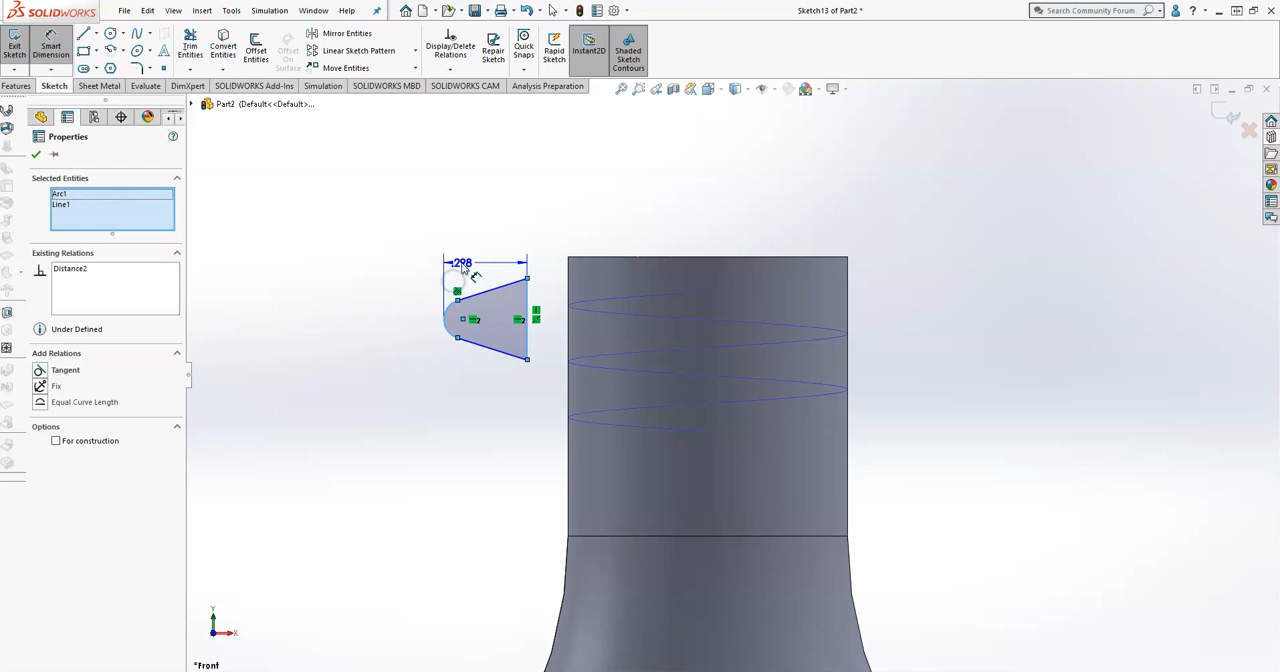 SOLIDWORKS
File Edit View Insert Tools Simulation Window Help
Sketch13 of Part2 *
Search Community Forum
Exit Sketch
Smart Dimension
Trim Entities
Convert Entities
Offset Entities
Offset On Surface
Mirror Entities
Linear Sketch Pattern
Move Entities
Display/Delete Relations
Repair Sketch
Quick Snaps
Rapid Sketch
Instant2D
Shaded Sketch Contours
Features Sketch Sheet Metal DimXpert Evaluate SOLIDWORKS Add-Ins Simulation SOLIDWORKS MBD SOLIDWORKS CAM Analysis Preparation
Part2 (Default<<Default>...
Properties
Selected Entities
Arc1
Line1
Existing Relations
Distance2
Under Defined
Add Relations
Tangent
Fix
Equal Curve Length
Options
For construction
.298
2
2
Y
X
*Front